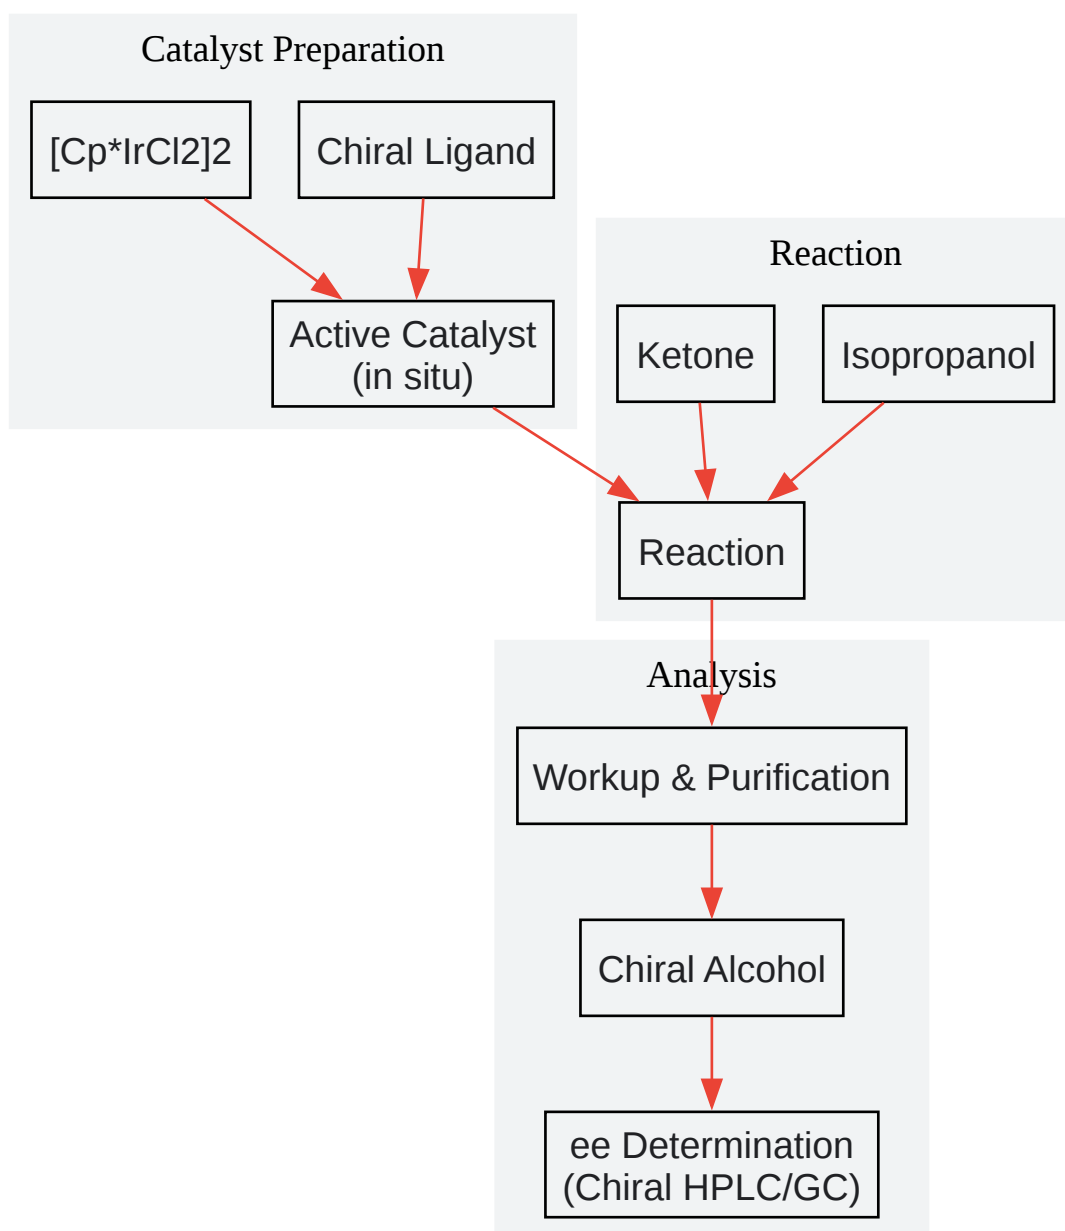 Catalyst Preparation
[Cp*IrCl2]2
Chiral Ligand
Active Catalyst
(in situ)
Reaction
Ketone
Isopropanol
Reaction
Analysis
Workup & Purification
Chiral Alcohol
ee Determination
(Chiral HPLC/GC)